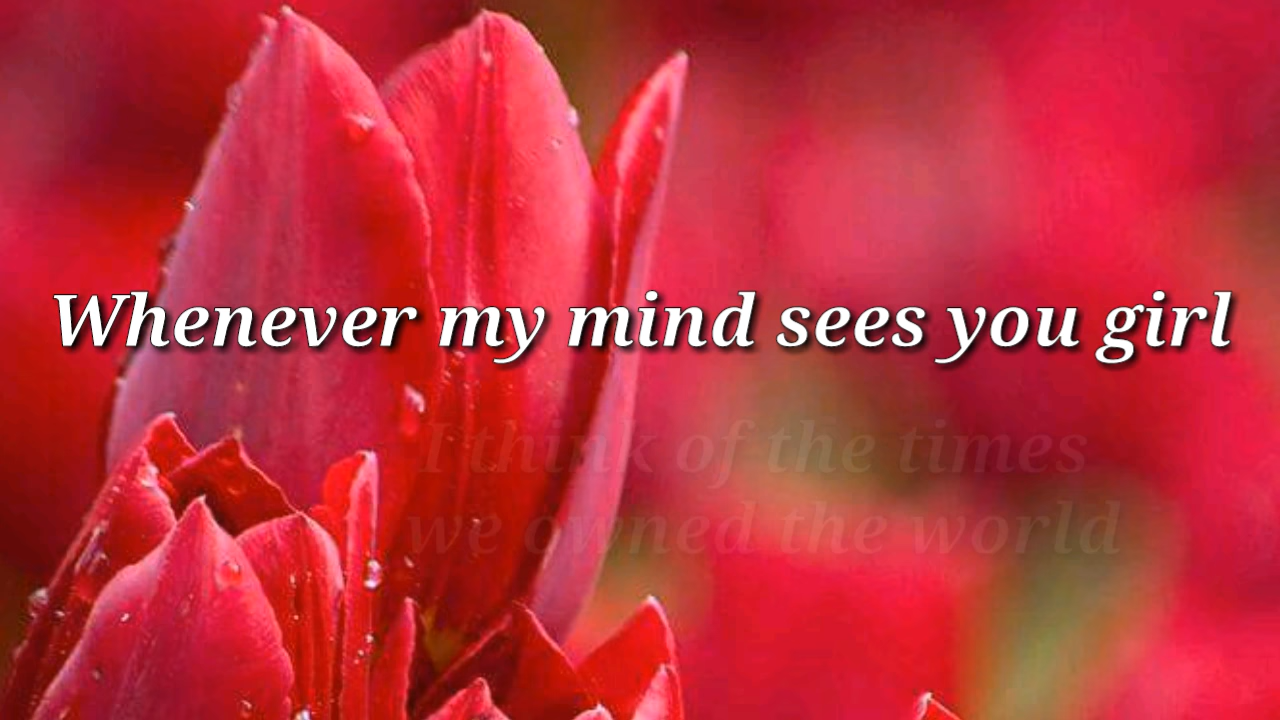 Whenever my mind sees you girl
I think of the times
we owned the world